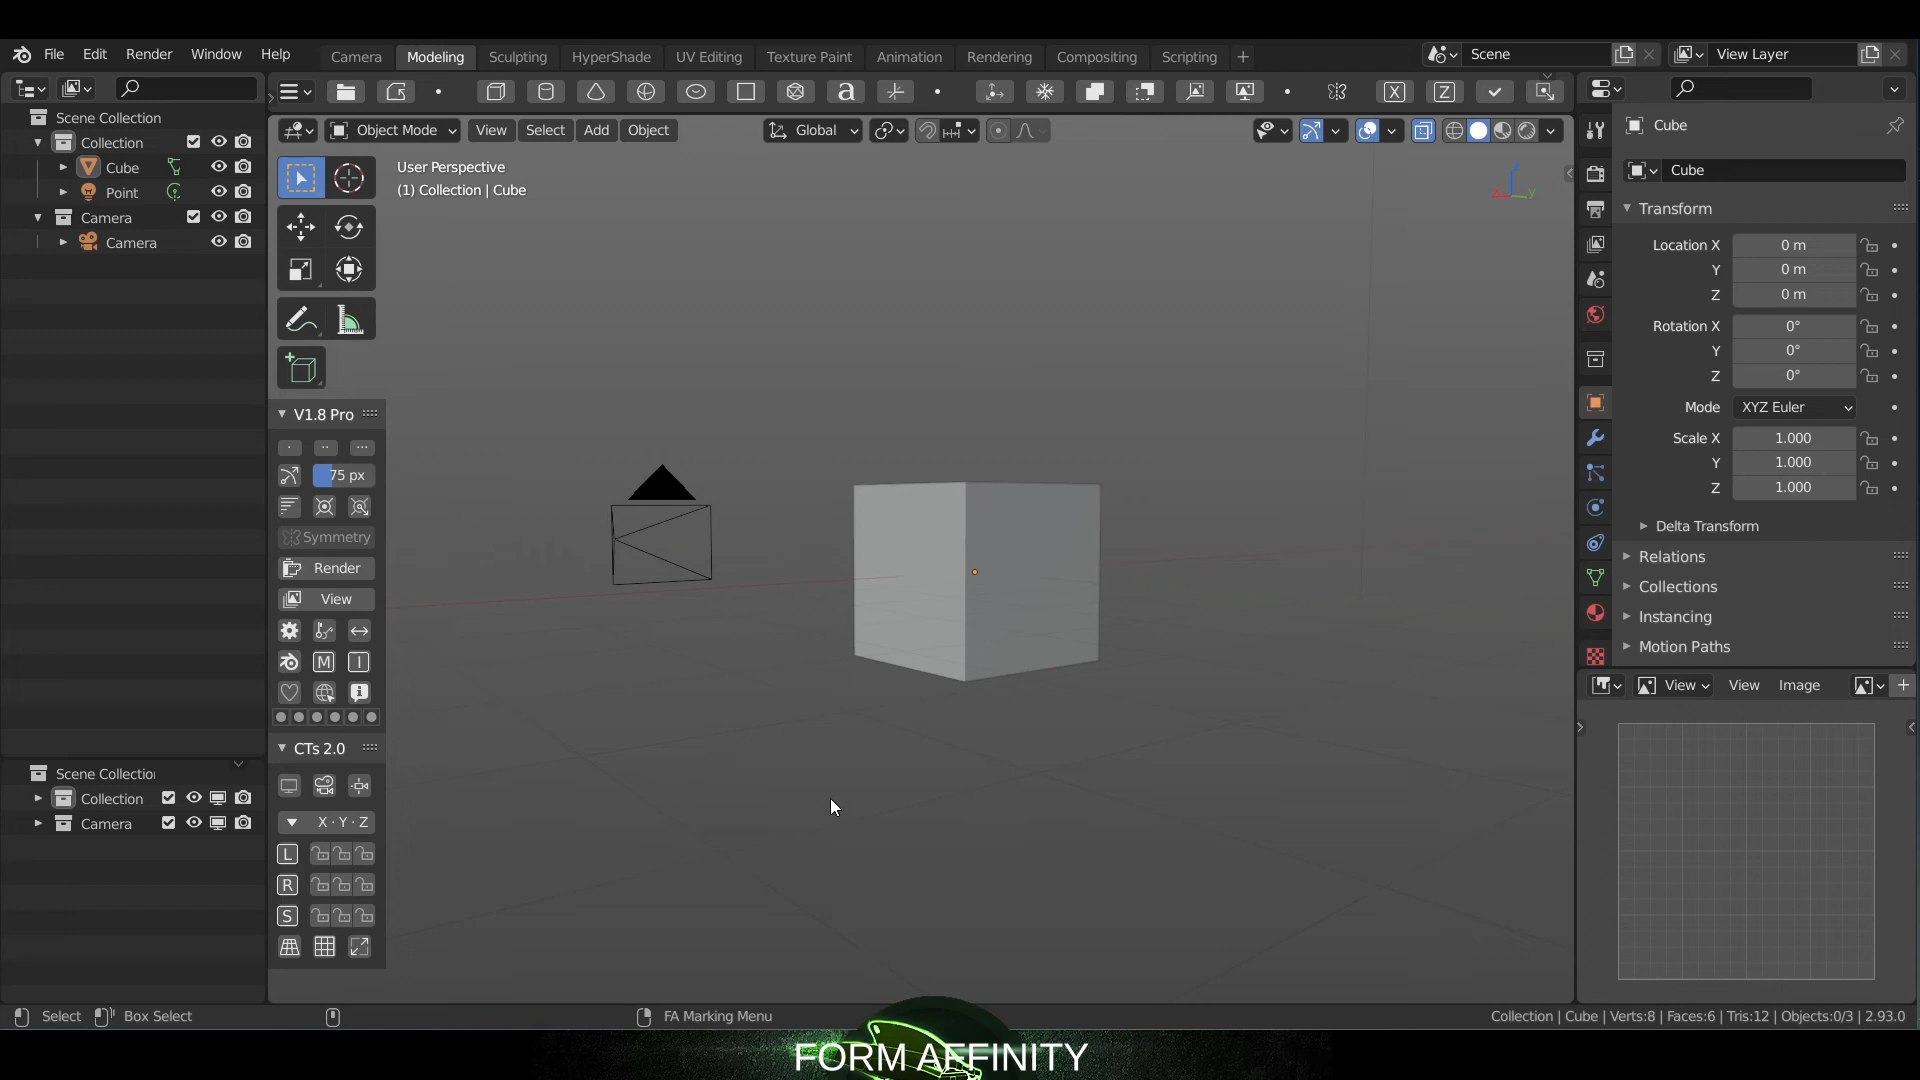 File Edit Render Window Help
Camera Modeling Sculpting HyperShade UV Editing Texture Paint Animation Rendering Compositing Scripting +
Scene
View Layer
Scene Collection
Collection
Cube
Point
Camera
Camera
a
X Z
Object Mode View Select Add Object
Global
User Perspective
(1) Collection | Cube
z
x y
V1.8 Pro
75 px
Symmetry
Render
View
M I
CTs 2.0
X · Y · Z
L
R
S
Scene Collection
Collection
Camera
Cube
Cube
Transform
Location X 0 m
Y 0 m
Z 0 m
Rotation X 0°
Y 0°
Z 0°
Mode XYZ Euler
Scale X 1.000
Y 1.000
Z 1.000
Delta Transform
Relations
Collections
Instancing
Motion Paths
View View Image +
Select Box Select
FA Marking Menu
Collection | Cube | Verts:8 | Faces:6 | Tris:12 | Objects:0/3 | 2.93.0
FORM AFFINITY